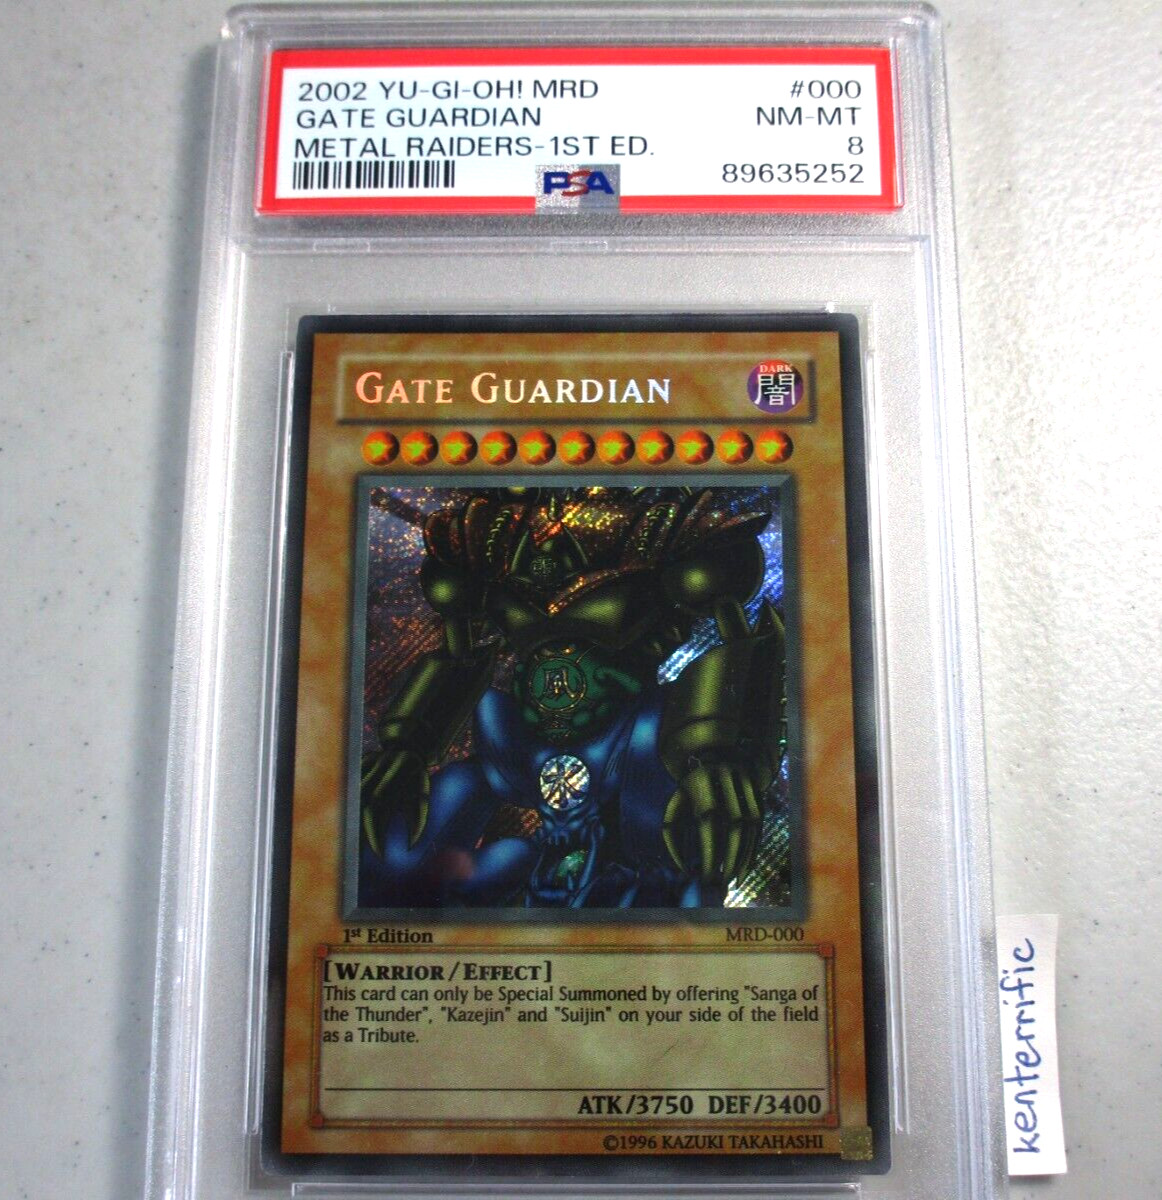 2002 YU-GI-OH! MRD #000
GATE GUARDIAN NM-MT
METAL RAIDERS-1ST ED. 8
PSA 89635252
GATE GUARDIAN
DARK
闇
風
水
1st Edition MRD-000
[WARRIOR/EFFECT]
This card can only be Special Summoned by offering "Sanga of
the Thunder", "Kazejin" and "Suijin" on your side of the field
as a Tribute.
ATK/3750 DEF/3400
©1996 KAZUKI TAKAHASHI
kenterrific